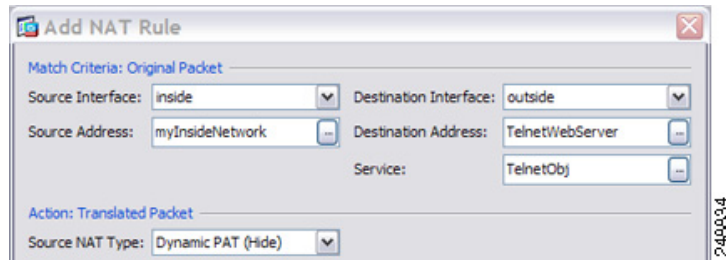 Add NAT Rule
Match Criteria: Original Packet
Source Interface: inside Destination Interface: outside
Source Address: myInsideNetwork ... Destination Address: TelnetWebServer ...
Service: TelnetObj ...
Action: Translated Packet
Source NAT Type: Dynamic PAT (Hide)
248834